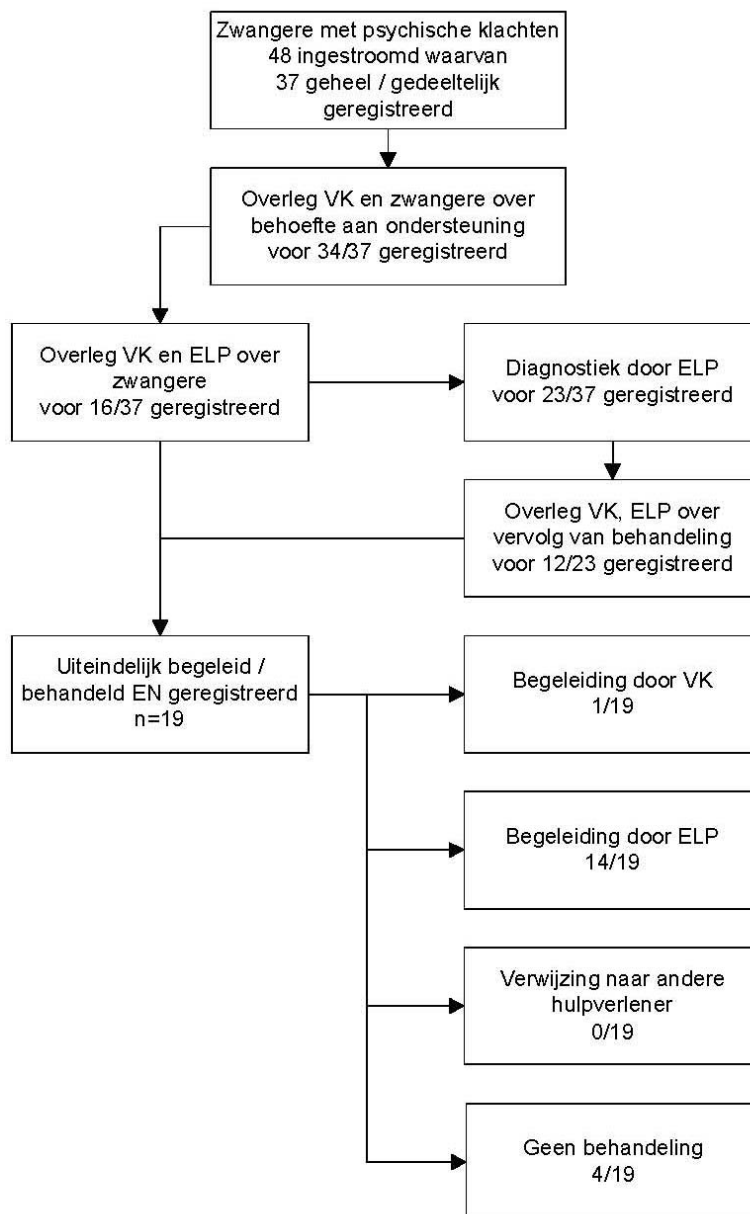 Zwangere met psychische klachten
48 ingestroomd waarvan
37 geheel / gedeeltelijk
geregistreerd
Overleg VK en zwangere over
behoefte aan ondersteuning
voor 34/37 geregistreerd
Overleg VK en ELP over
zwangere
voor 16/37 geregistreerd
Diagnostiek door ELP
voor 23/37 geregistreerd
Overleg VK, ELP over
vervolg van behandeling
voor 12/23 geregistreerd
Uiteindelijk begeleid /
behandeld EN geregistreerd
n=19
Begeleiding door VK
1/19
Begeleiding door ELP
14/19
Verwijzing naar andere
hulpverlener
0/19
Geen behandeling
4/19